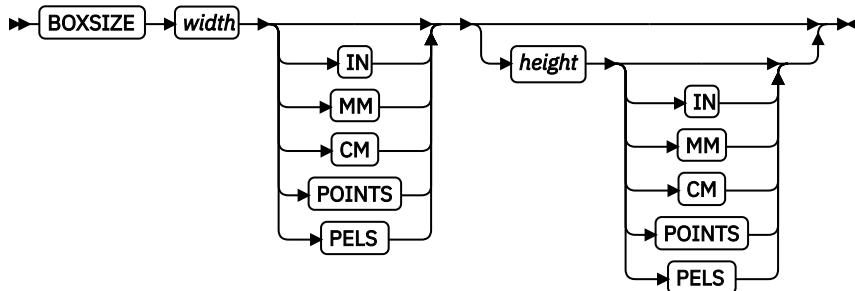 BOXSIZE width
IN
MM
CM
POINTS
PELS
height
IN
MM
CM
POINTS
PELS